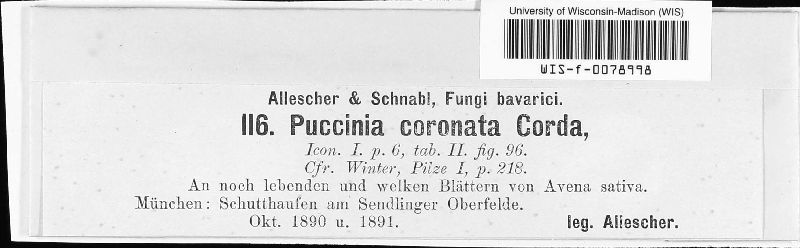 University of Wisconsin-Madison (WIS)
WIS-f-0078998
Allescher & Schnabl, Fungi bavarici.
116. Puccinia coronata Corda,
Icon. I. p. 6, tab. II. fig. 96.
Cfr. Winter, Pilze I, p. 218.
An noch lebenden und welken Blättern von Avena sativa.
München: Schutthaufen am Sendlinger Oberfelde.
Okt. 1890 u. 1891. leg. Allescher.